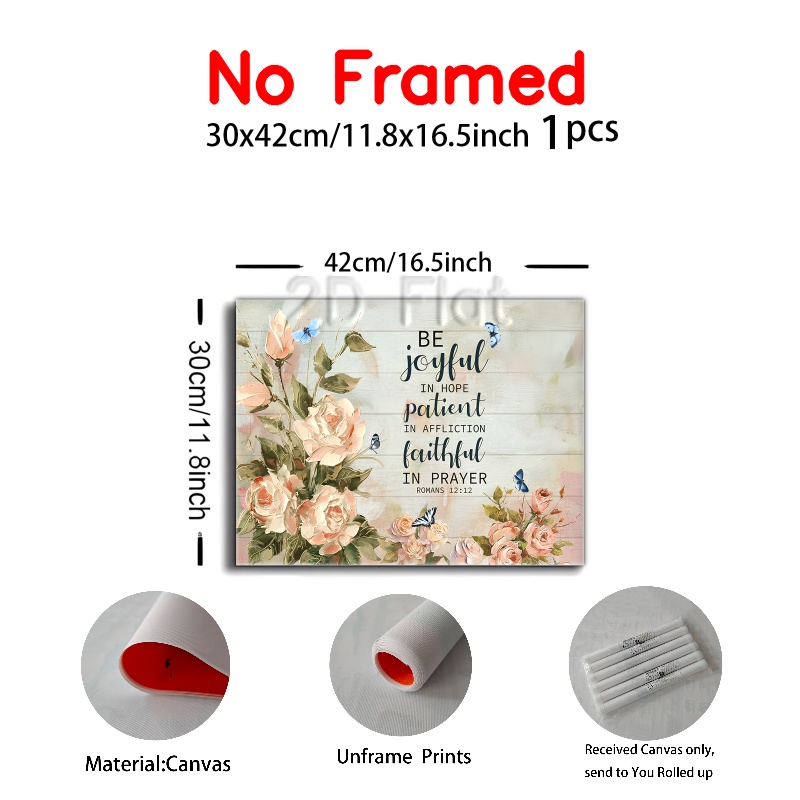 No Framed
30x42cm/11.8x16.5inch 1pcs
42cm/16.5inch
2D Flat
30cm/11.8inch
BE
joyful
IN HOPE
patient
IN AFFLICTION
faithful
IN PRAYER
ROMANS 12:12
Material:Canvas
Unframe Prints
Received Canvas only,
send to You Rolled up